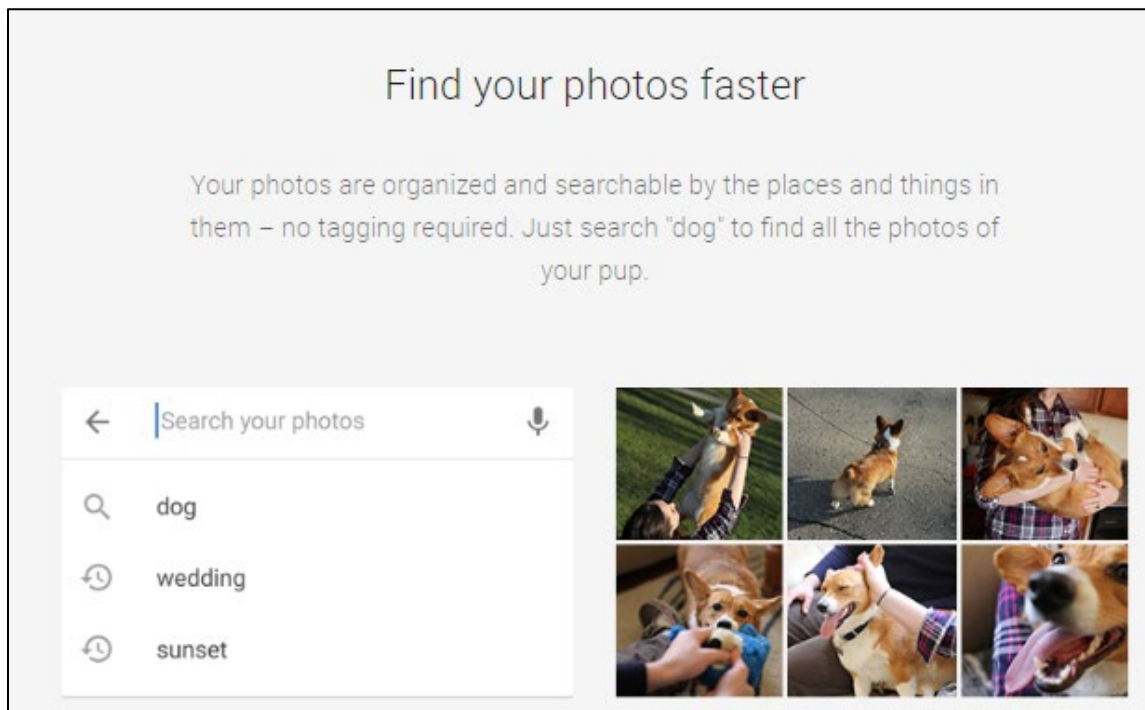 Find your photos faster
Your photos are organized and searchable by the places and things in
them – no tagging required. Just search "dog" to find all the photos of
your pup.
Search your photos
dog
wedding
sunset